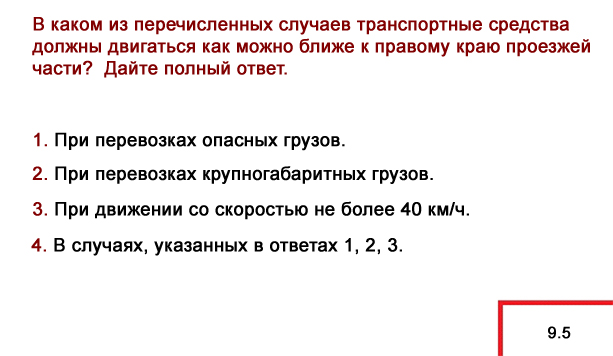 В каком из перечисленных случаев транспортные средства
должны двигаться как можно ближе к правому краю проезжей
части? Дайте полный ответ.
1. При перевозках опасных грузов.
2. При перевозках крупногабаритных грузов.
3. При движении со скоростью не более 40 км/ч.
4. В случаях, указанных в ответах 1, 2, 3.
9.5